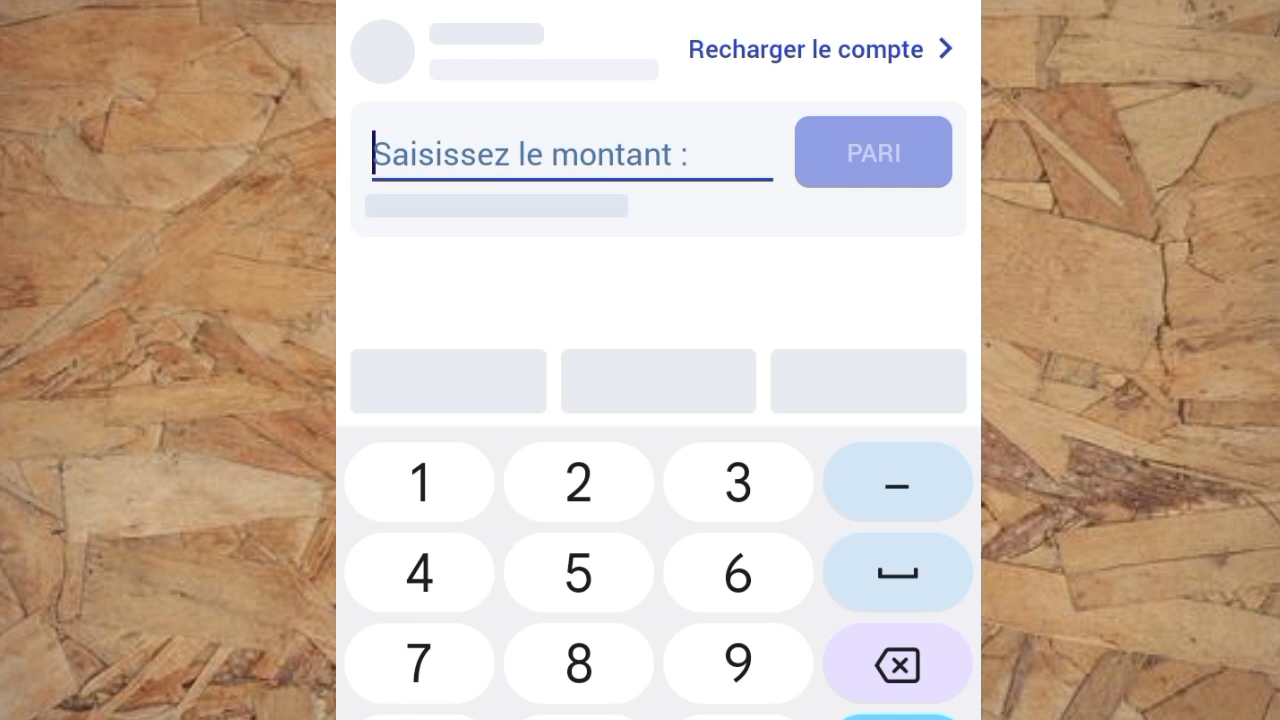 Recharger le compte
Saisissez le montant :
PARI
1 2 3 –
4 5 6
7 8 9